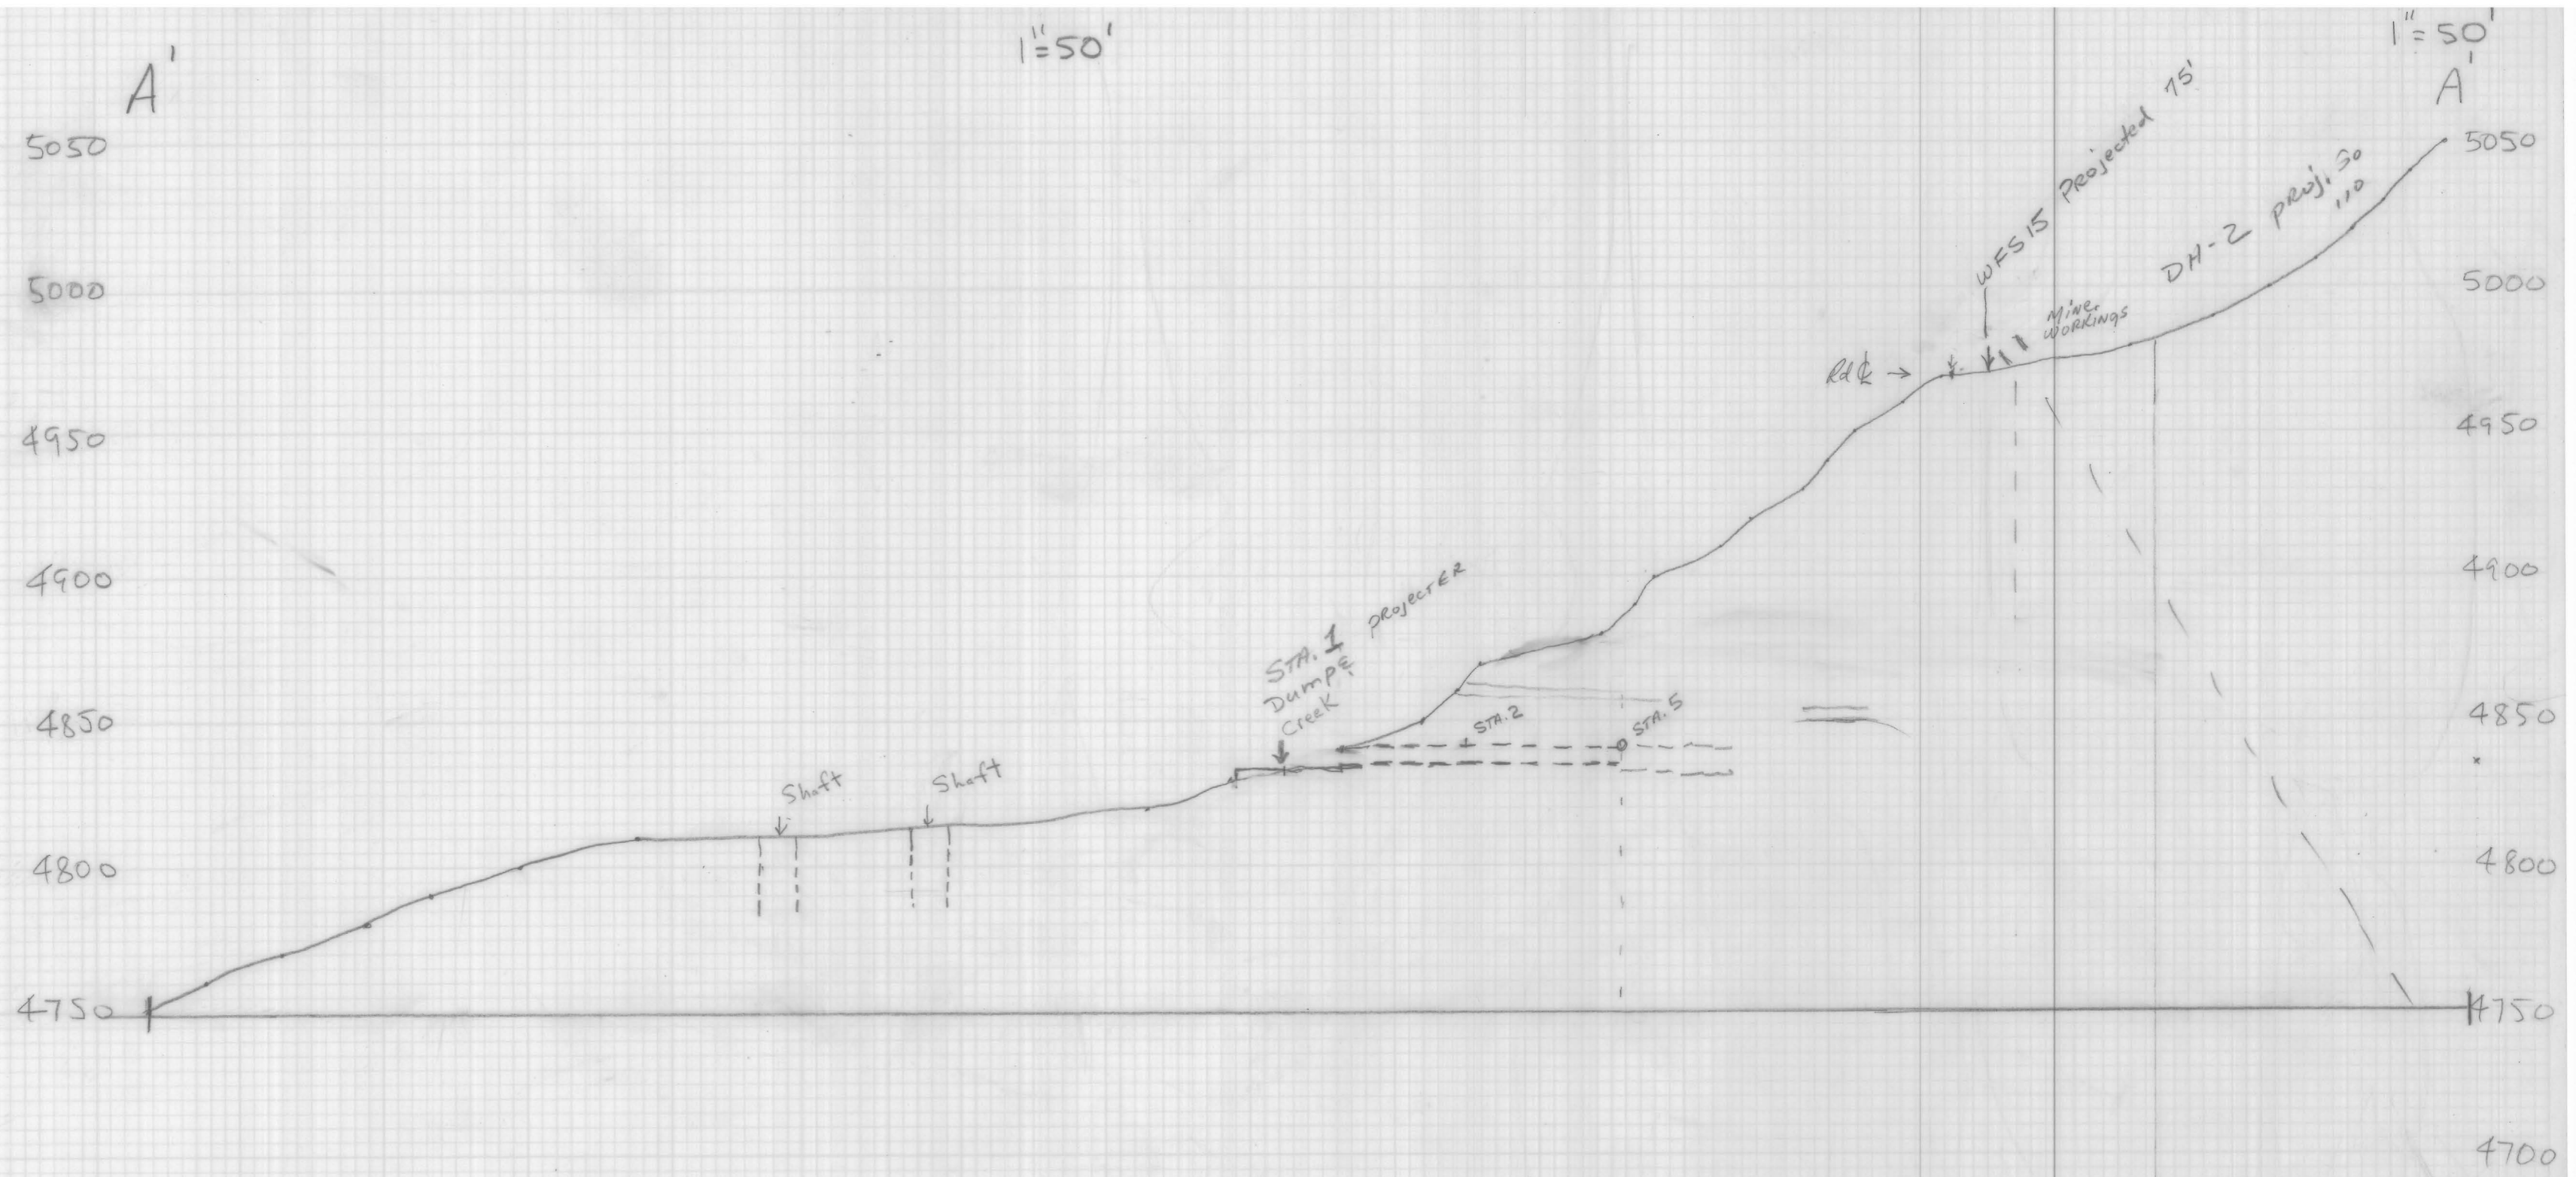 1"=50'
1"=50'
A'
A'
WFS15 Projected 75'
5050
5050
DH-2 proj. 50
110
5000
5000
Mine
workings
Rd ℄ →
4950
4950
4900
4900
STA. 1 projected
Dump &
Creek
STA. 2
STA. 5
4850
4850
Shaft
Shaft
4800
4800
4750
4750
4700